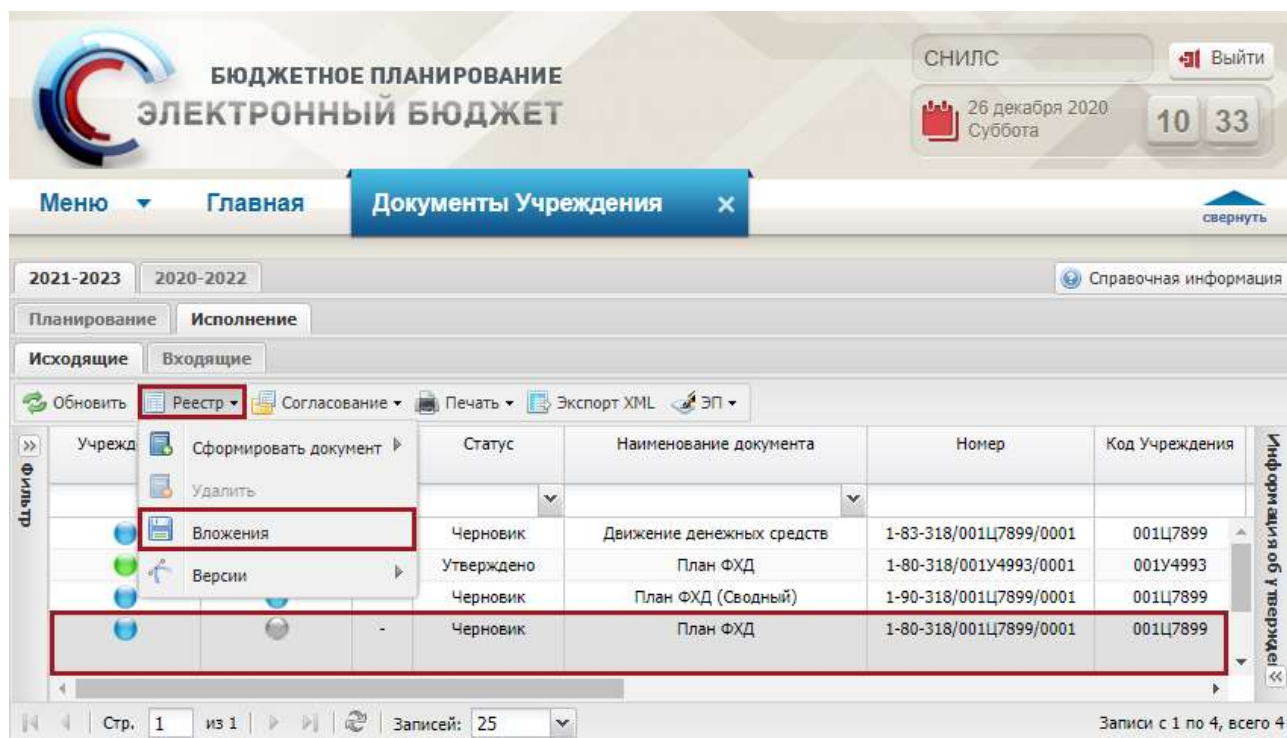 БЮДЖЕТНОЕ ПЛАНИРОВАНИЕ
ЭЛЕКТРОННЫЙ БЮДЖЕТ
СНИЛС
Выйти
26 декабря 2020
Суббота
10 33
Меню Главная Документы Учреждения
свернуть
2021-2023 2020-2022 Справочная информация
Планирование Исполнение
Исходящие Входящие
Обновить Реестр Согласование Печать Экспорт XML ЭП
Фильтр
Учрежд Статус Наименование документа Номер Код Учреждения
Сформировать документ
Удалить
Вложения
Версии
Черновик Движение денежных средств 1-83-318/001Ц7899/0001 001Ц7899
Утверждено План ФХД 1-80-318/001У4993/0001 001У4993
Черновик План ФХД (Сводный) 1-90-318/001Ц7899/0001 001Ц7899
- Черновик План ФХД 1-80-318/001Ц7899/0001 001Ц7899
Информация об утвержде
Стр. 1 из 1 Записей: 25 Записи с 1 по 4, всего 4